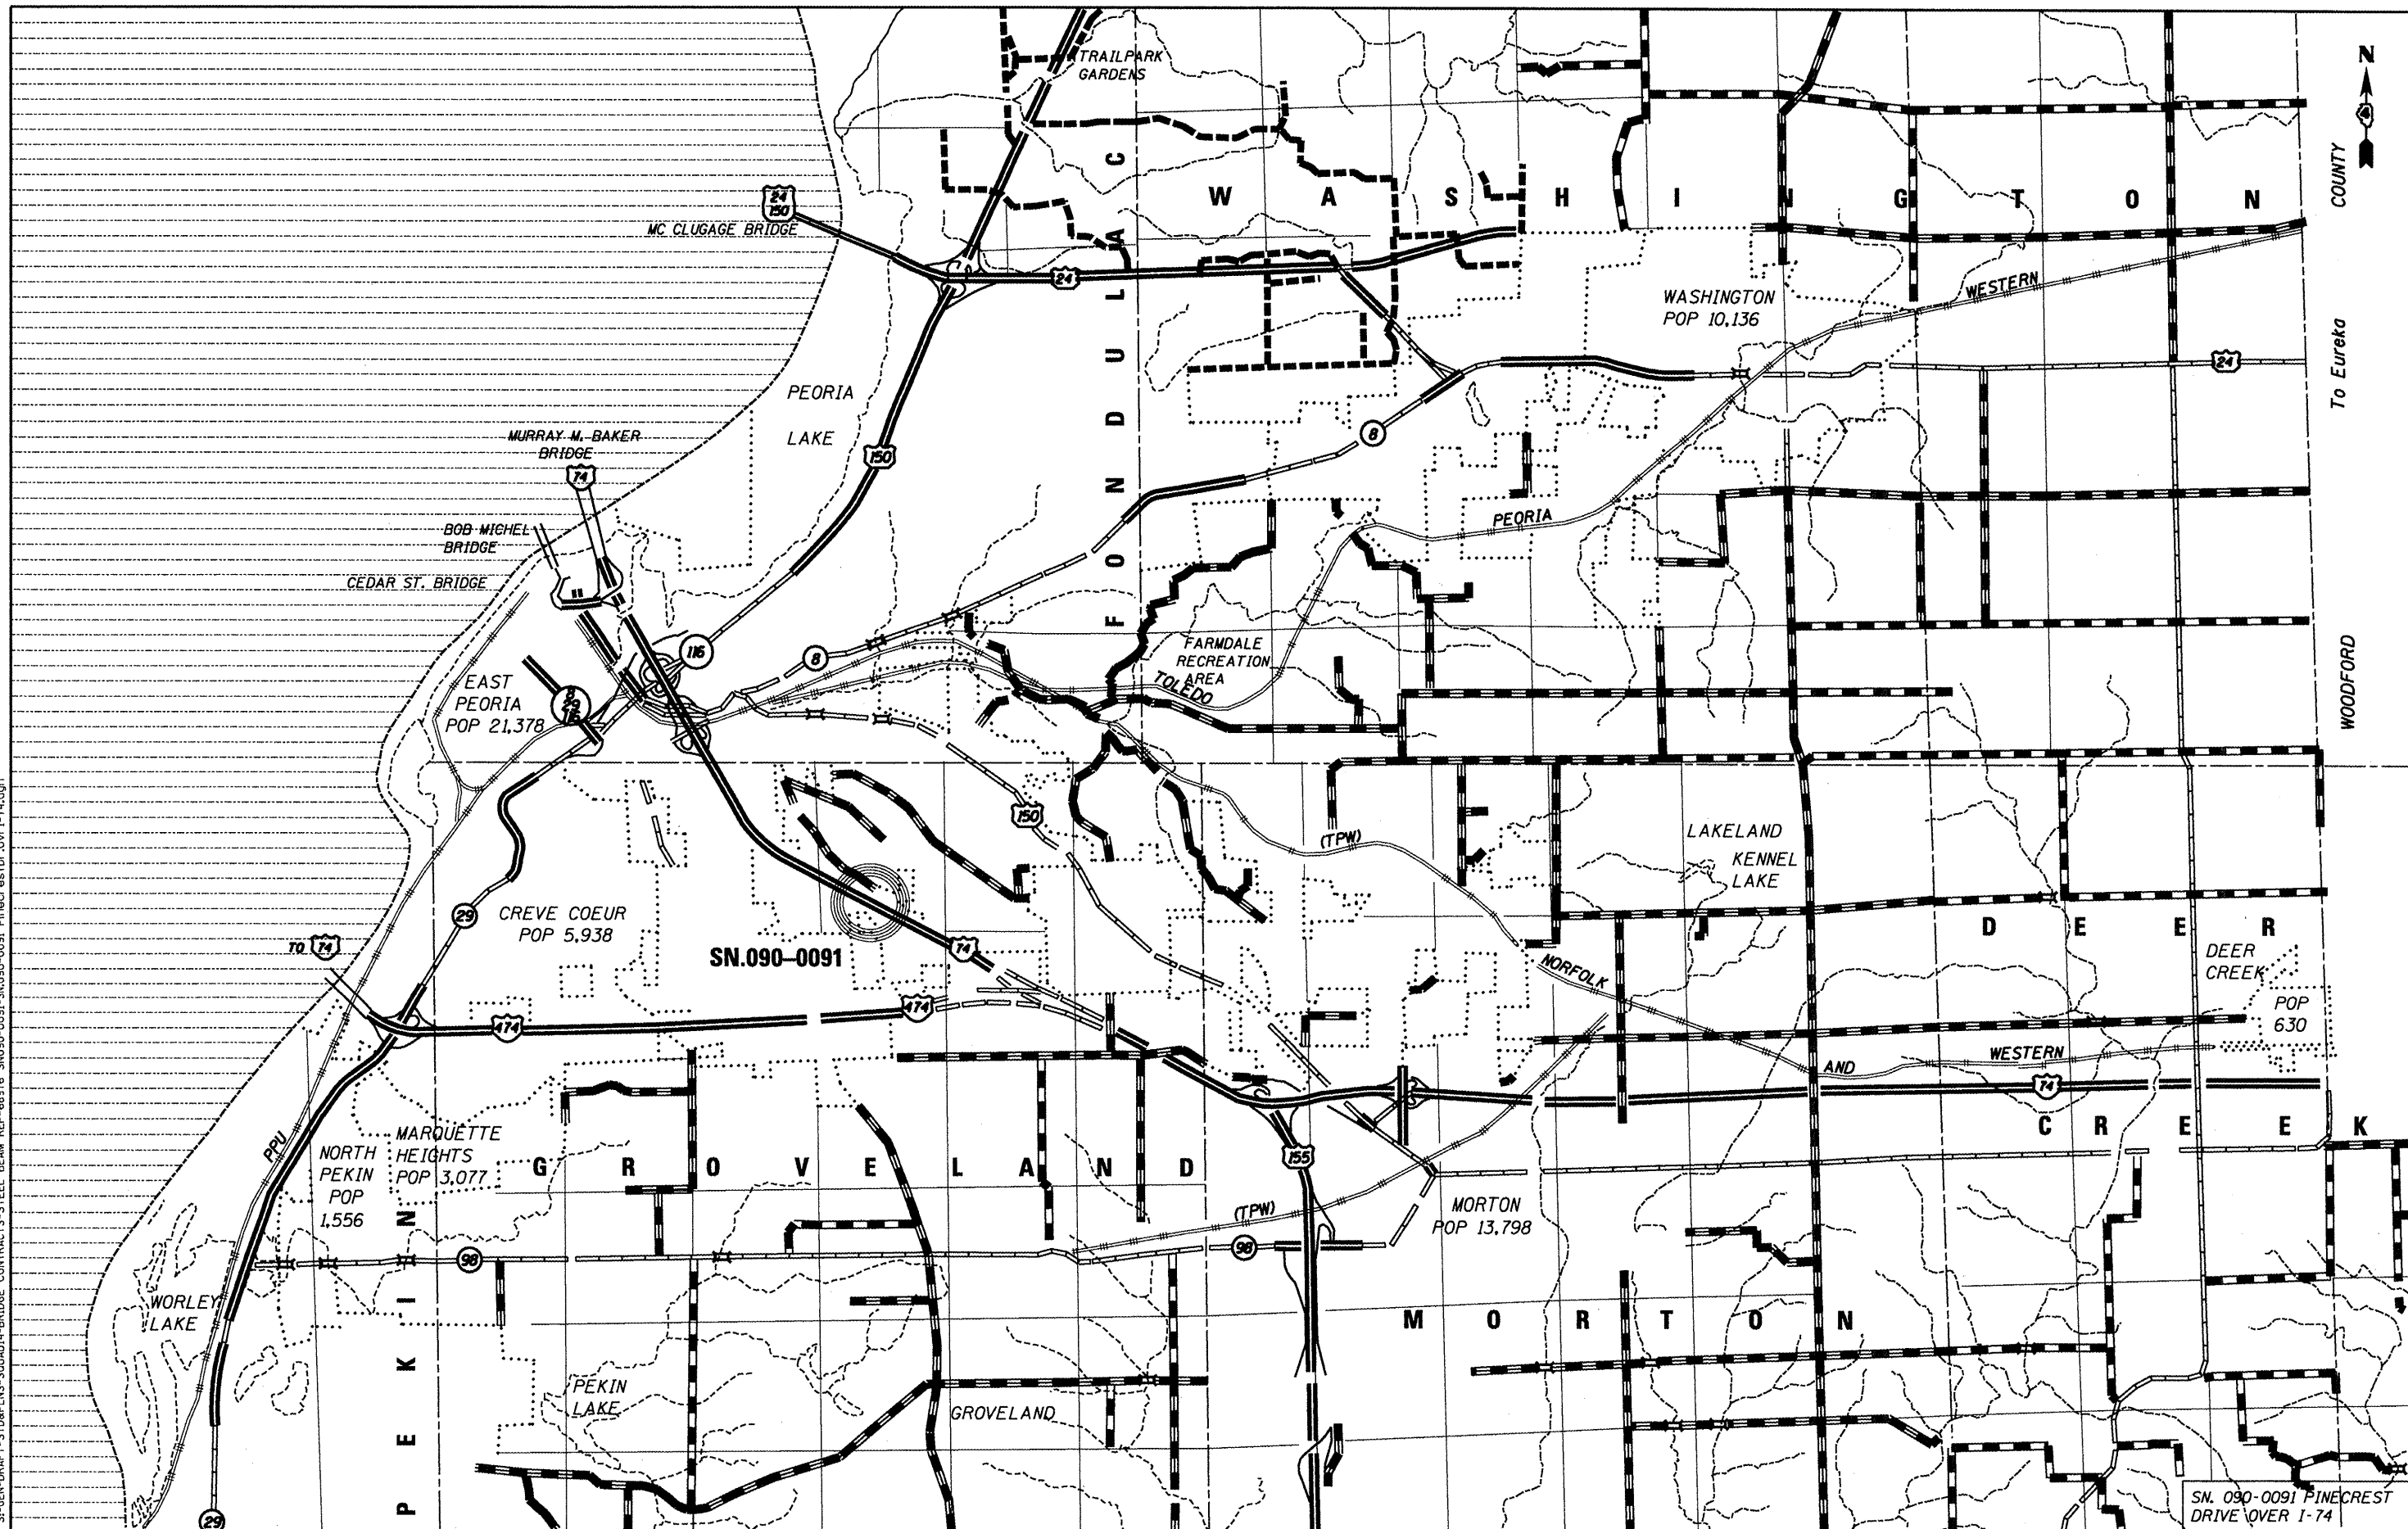 TRAILPARK
GARDENS
N
4
COUNTY
24
150
MC CLUGAGE BRIDGE
W A S H I N G T O N
24
WASHINGTON
POP 10,136
WESTERN
To Eureka
24
PEORIA
LAKE
F O N D U L A C
8
MURRAY M. BAKER
BRIDGE
74
150
BOB MICHEL
BRIDGE
PEORIA
CEDAR ST. BRIDGE
116
8
FARMDALE
RECREATION
AREA
TOLEDO
WOODFORD
EAST
PEORIA
POP 21,378
8
29
116
150
(TPW)
LAKELAND
KENNEL
LAKE
29
CREVE COEUR
POP 5,938
TO 74
SN.090-0091
74
D E E R
DEER
CREEK
POP
630
NORFOLK
474
474
WESTERN
AND
74
C R E E K
PPU
MARQUETTE
HEIGHTS
POP 3,077
NORTH
PEKIN
POP
1,556
G R O V E L A N D
155
MORTON
POP 13,798
(TPW)
98
98
WORLEY
LAKE
P E K I N
M O R T O N
PEKIN
LAKE
GROVELAND
29
SN. 090-0091 PINECREST
DRIVE OVER I-74